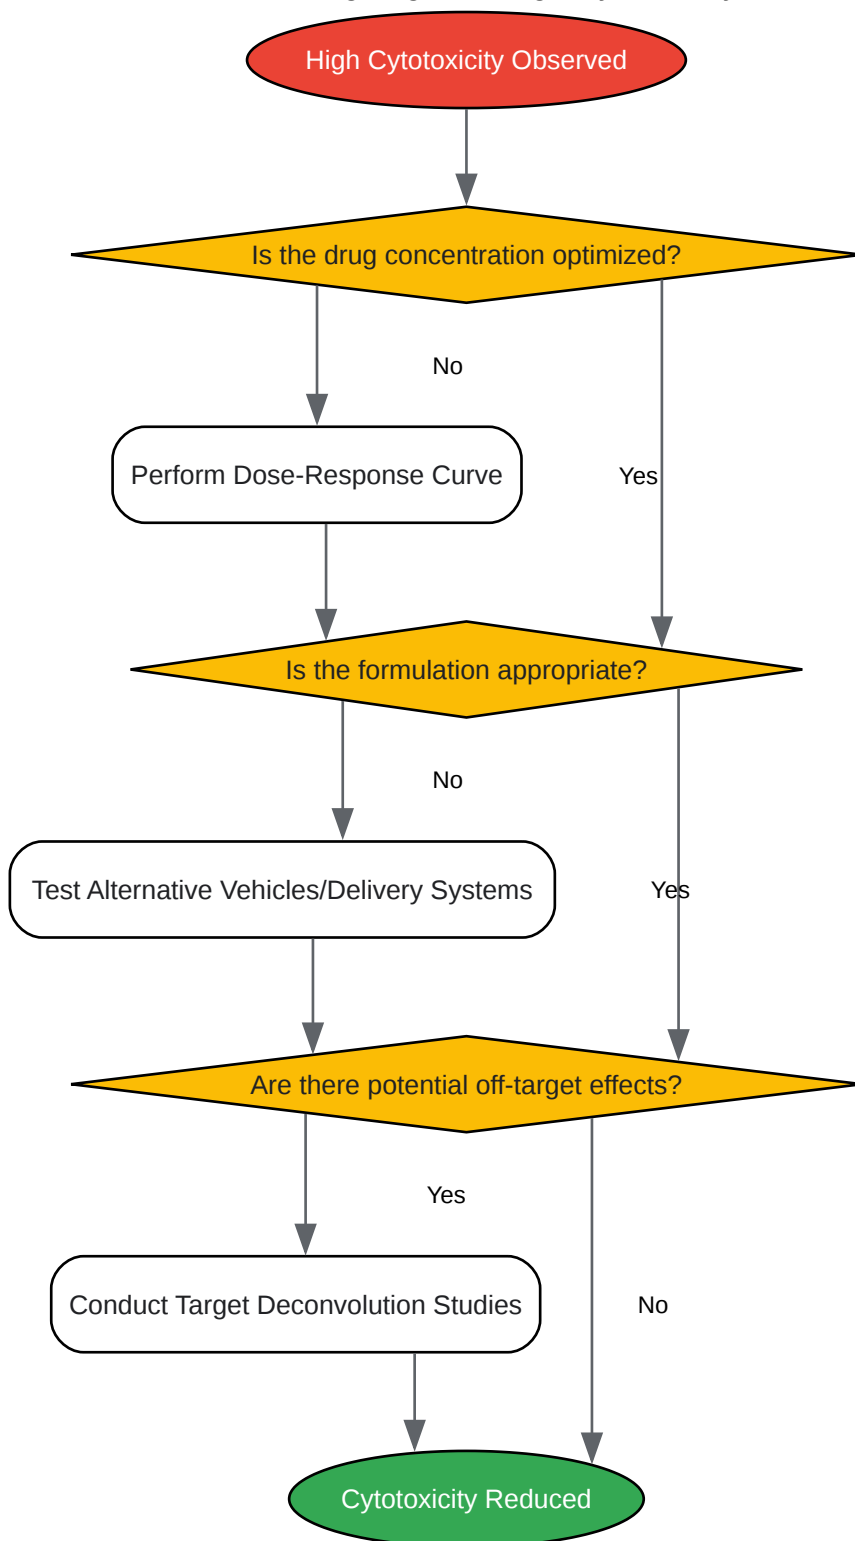 High Cytotoxicity Observed
Is the drug concentration optimized?
No
Perform Dose-Response Curve
Yes
Is the formulation appropriate?
No
Test Alternative Vehicles/Delivery Systems
Yes
Are there potential off-target effects?
Yes
Conduct Target Deconvolution Studies
No
Cytotoxicity Reduced